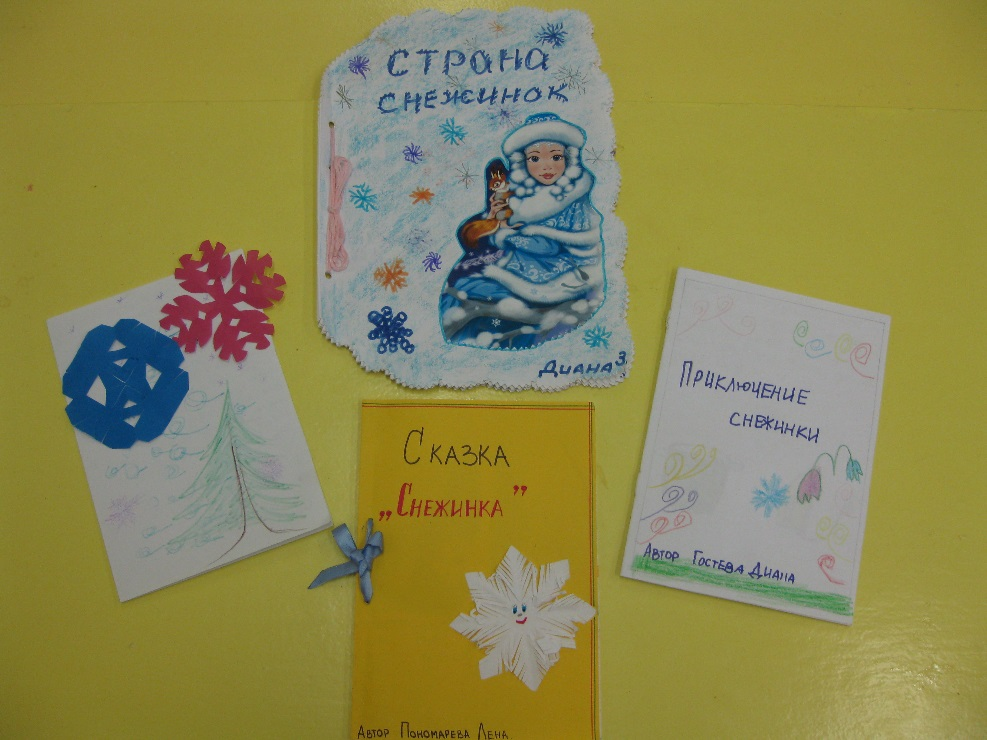 СТРАНА
СНЕЖИНОК
ДИАНА З.
СКАЗКА
„СНЕЖИНКА”
АВТОР ПОНОМАРЕВА ЛЕНА
ПРИКЛЮЧЕНИЕ
СНЕЖИНКИ
АВТОР ГОСТЕВА ДИАНА